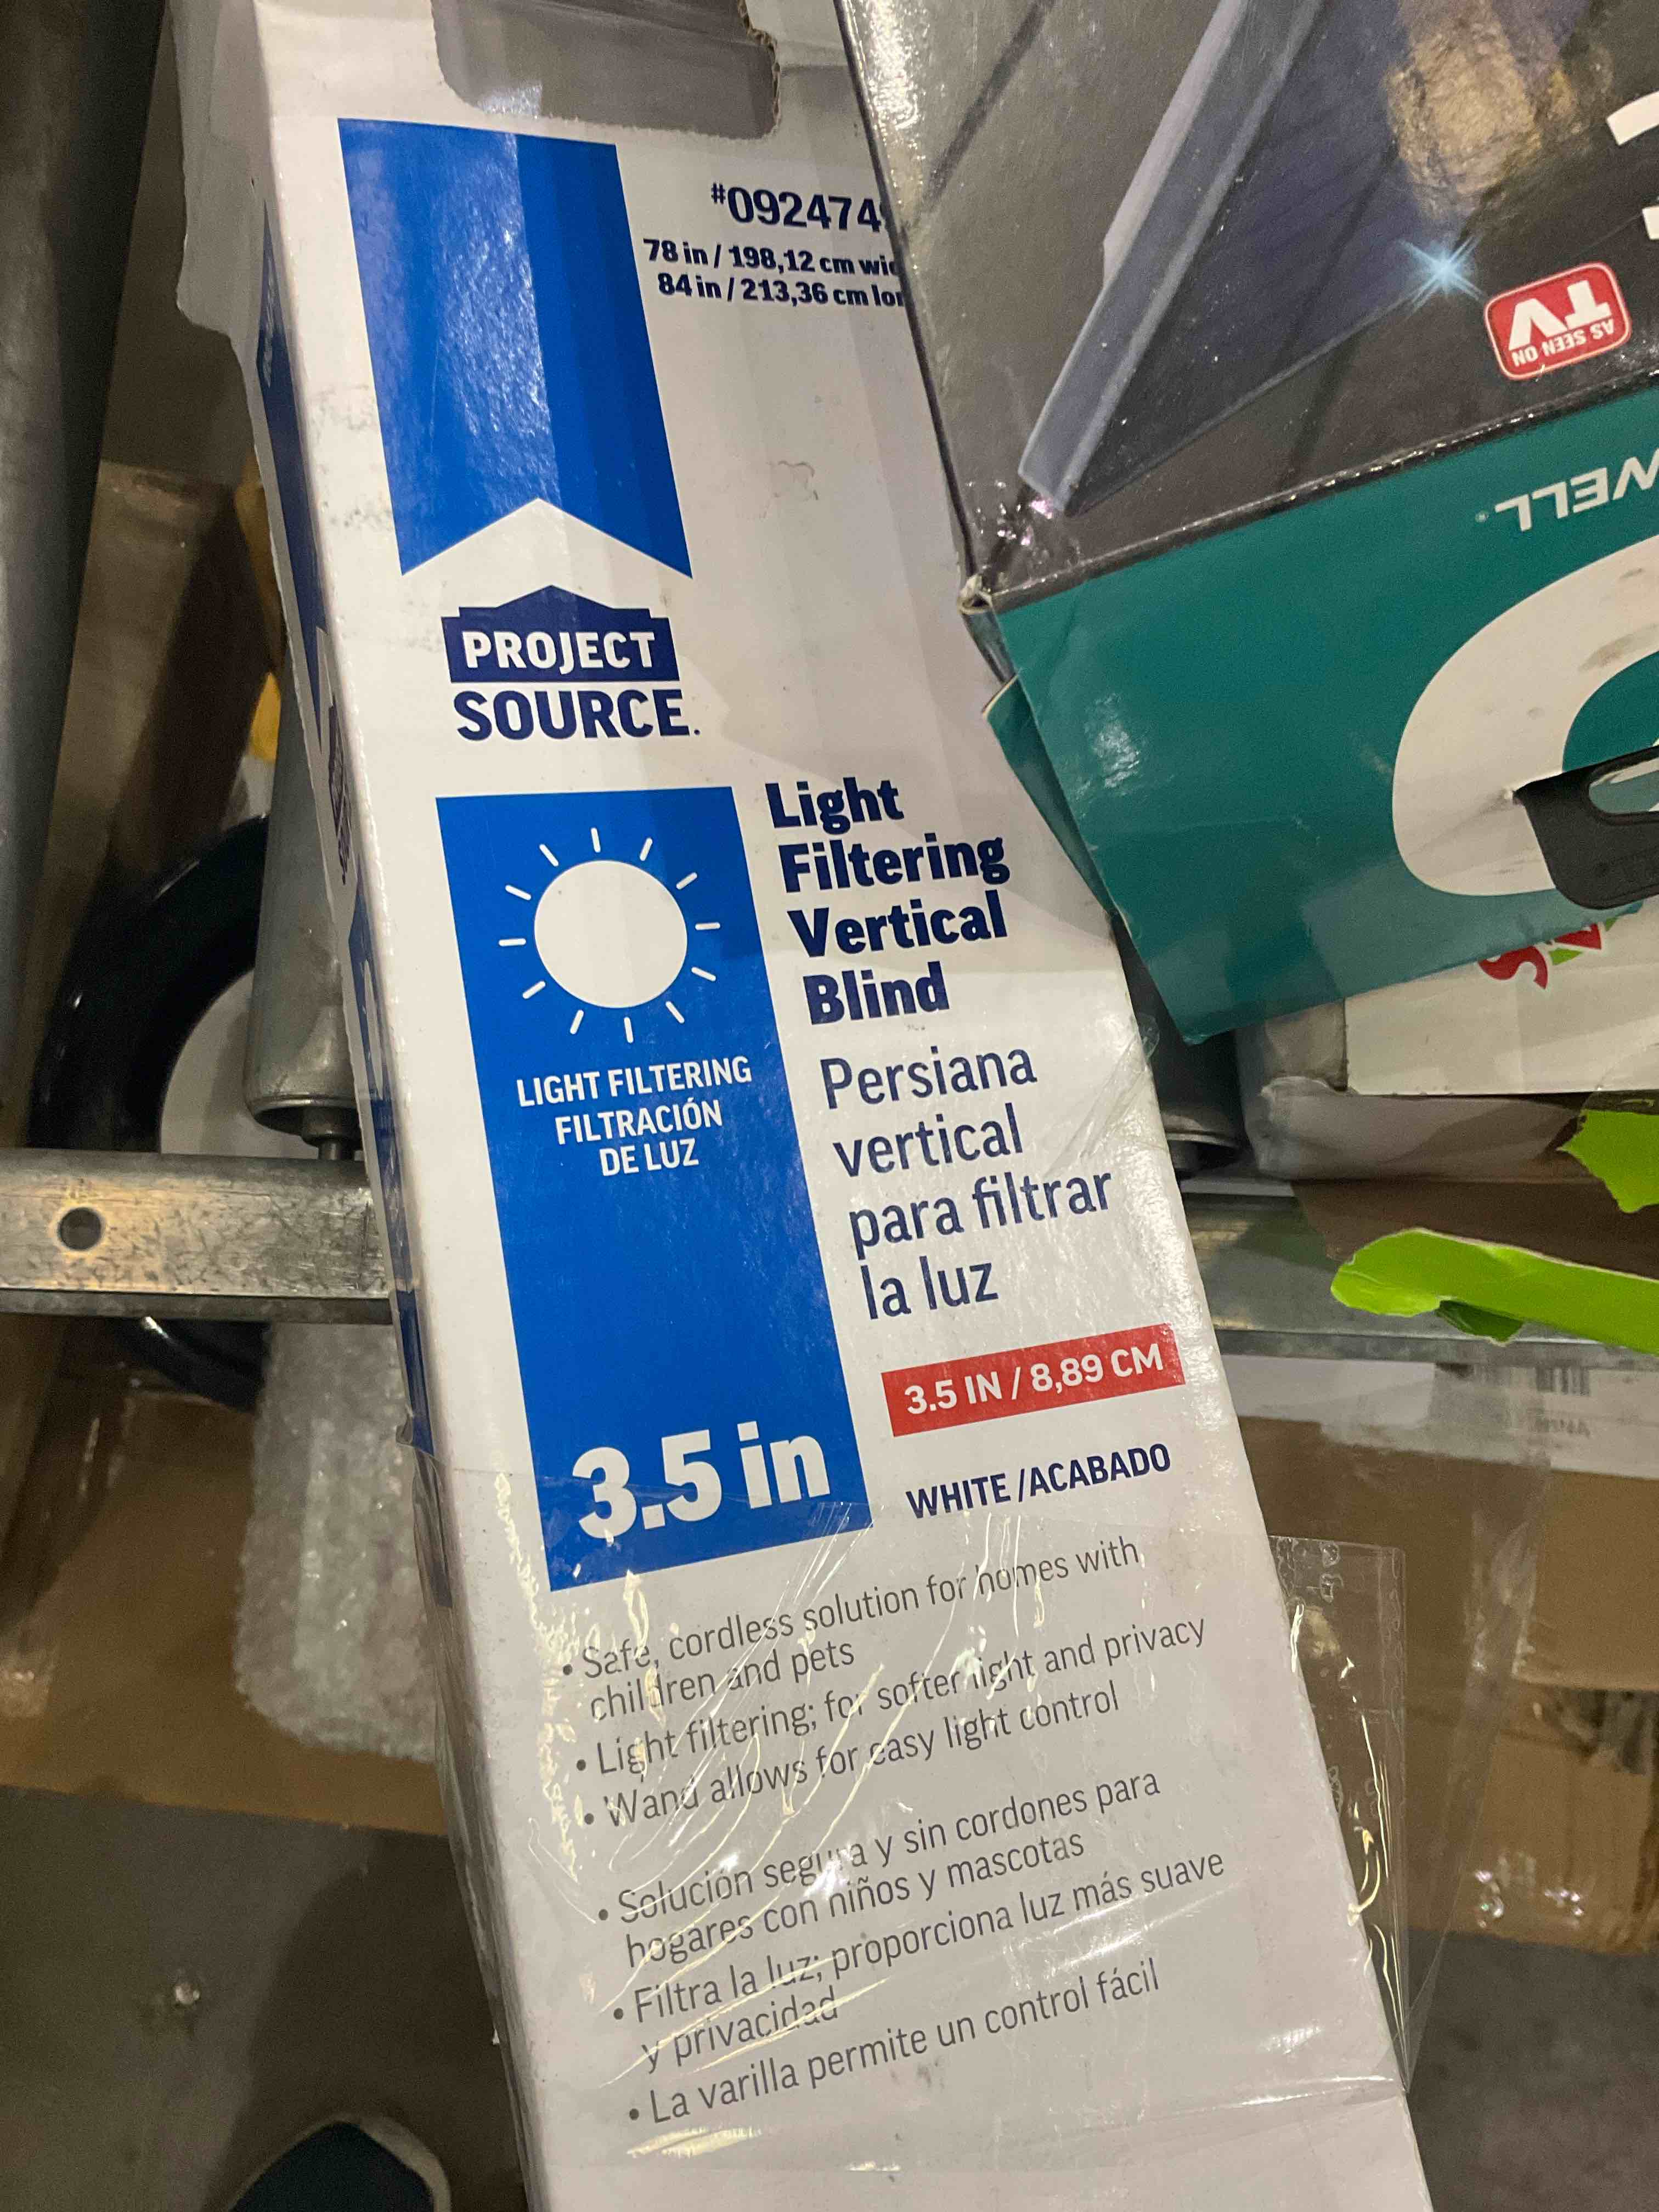 #092474
78 in / 198,12 cm
84 in / 213,36 cm
PROJECT
SOURCE.
Light
Filtering
Vertical
Blind
LIGHT FILTERING
FILTRACIÓN
DE LUZ
Persiana
vertical
para filtrar
la luz
3.5 IN / 8,89 CM
3.5 in
WHITE /ACABADO
• Safe, cordless solution for homes with
children and pets
• Light filtering; for softer light and privacy
• Wand allows for easy light control
• Solución segura y sin cordones para
hogares con niños y mascotas
• Filtra la luz; proporciona luz más suave
y privacidad
• La varilla permite un control fácil
AS SEEN ON
TV
WELL